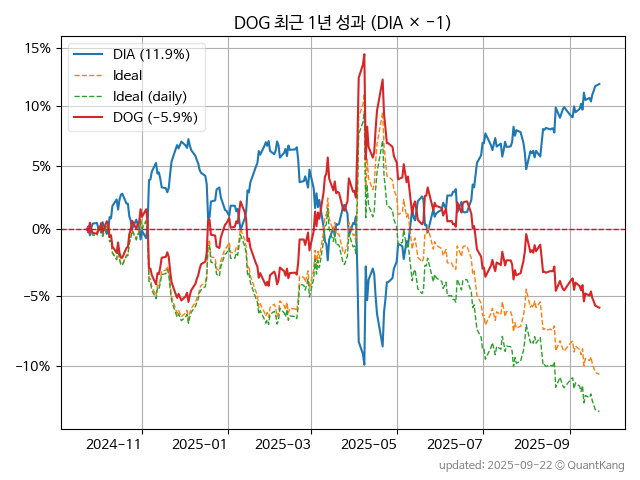 DOG 최근 1년 성과 (DIA × −1)
DIA (11.9%)
Ideal
Ideal (daily)
DOG (−5.9%)
15%
10%
5%
0%
−5%
−10%
2024-11
2025-01
2025-03
2025-05
2025-07
2025-09
updated: 2025-09-22 © QuantKang